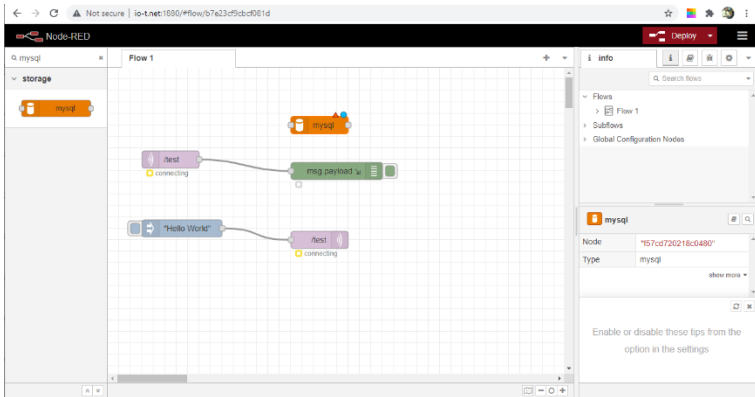 Not secure | io-t.net:1880/#flow/b7e23cf9cbcf081d
Node-RED
Deploy
mysql
storage
mysql
Flow 1
mysql
/test
connecting
msg.payload
"Hello World"
/test
connecting
info
i
Search flows
Flows
Flow 1
Subflows
Global Configuration Nodes
mysql
Node "f57cd720218c0480"
Type mysql
show more
Enable or disable these tips from the
option in the settings